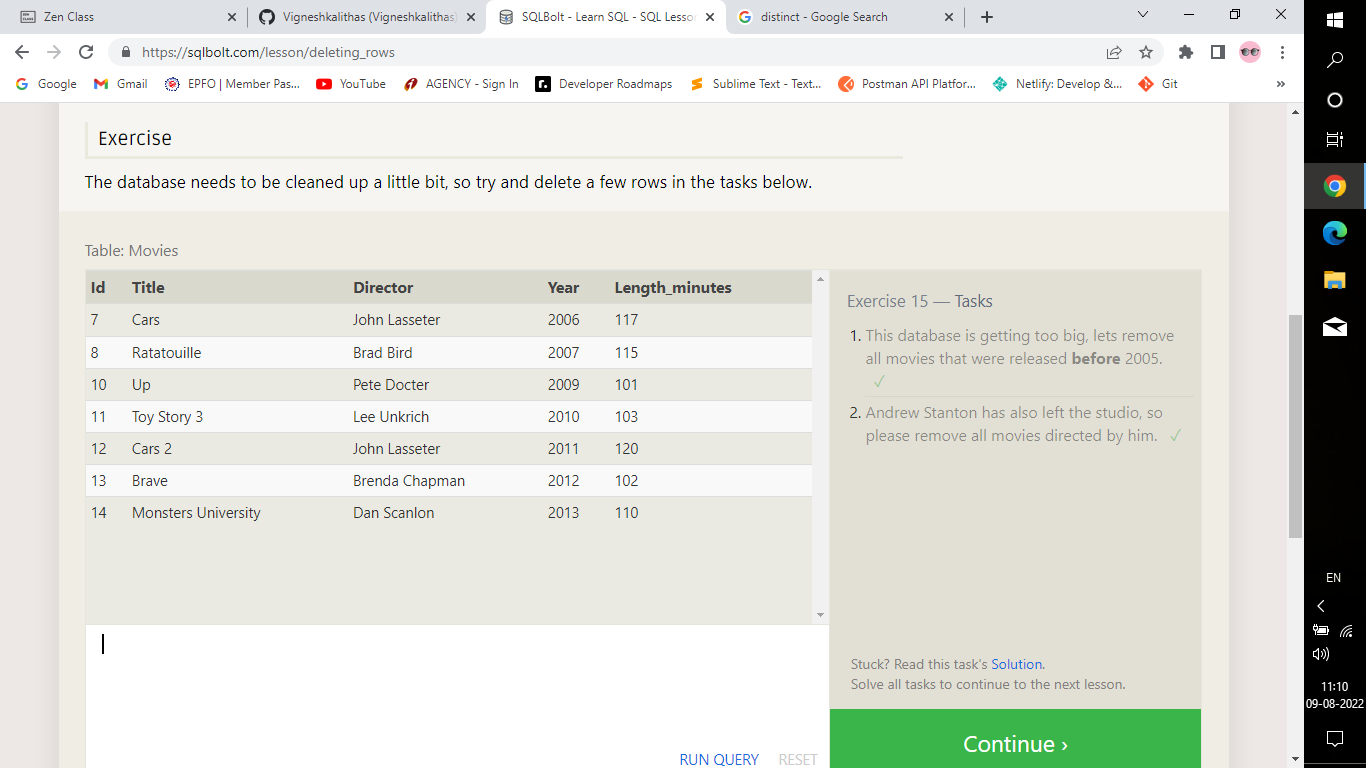 Zen Class
Vigneshkalithas (Vigneshkalithas)
SQLBolt - Learn SQL - SQL Lesso
distinct - Google Search
https://sqlbolt.com/lesson/deleting_rows
Google
Gmail
EPFO | Member Pas...
YouTube
AGENCY - Sign In
Developer Roadmaps
Sublime Text - Text...
Postman API Platfor...
Netlify: Develop &...
Git
»
Exercise
The database needs to be cleaned up a little bit, so try and delete a few rows in the tasks below.
Table: Movies
Id Title Director Year Length_minutes
7 Cars John Lasseter 2006 117
8 Ratatouille Brad Bird 2007 115
10 Up Pete Docter 2009 101
11 Toy Story 3 Lee Unkrich 2010 103
12 Cars 2 John Lasseter 2011 120
13 Brave Brenda Chapman 2012 102
14 Monsters University Dan Scanlon 2013 110
Exercise 15 — Tasks
1. This database is getting too big, lets remove
all movies that were released before 2005.
✓
2. Andrew Stanton has also left the studio, so
please remove all movies directed by him. ✓
Stuck? Read this task's Solution.
Solve all tasks to continue to the next lesson.
RUN QUERY RESET
Continue ›
EN
11:10
09-08-2022